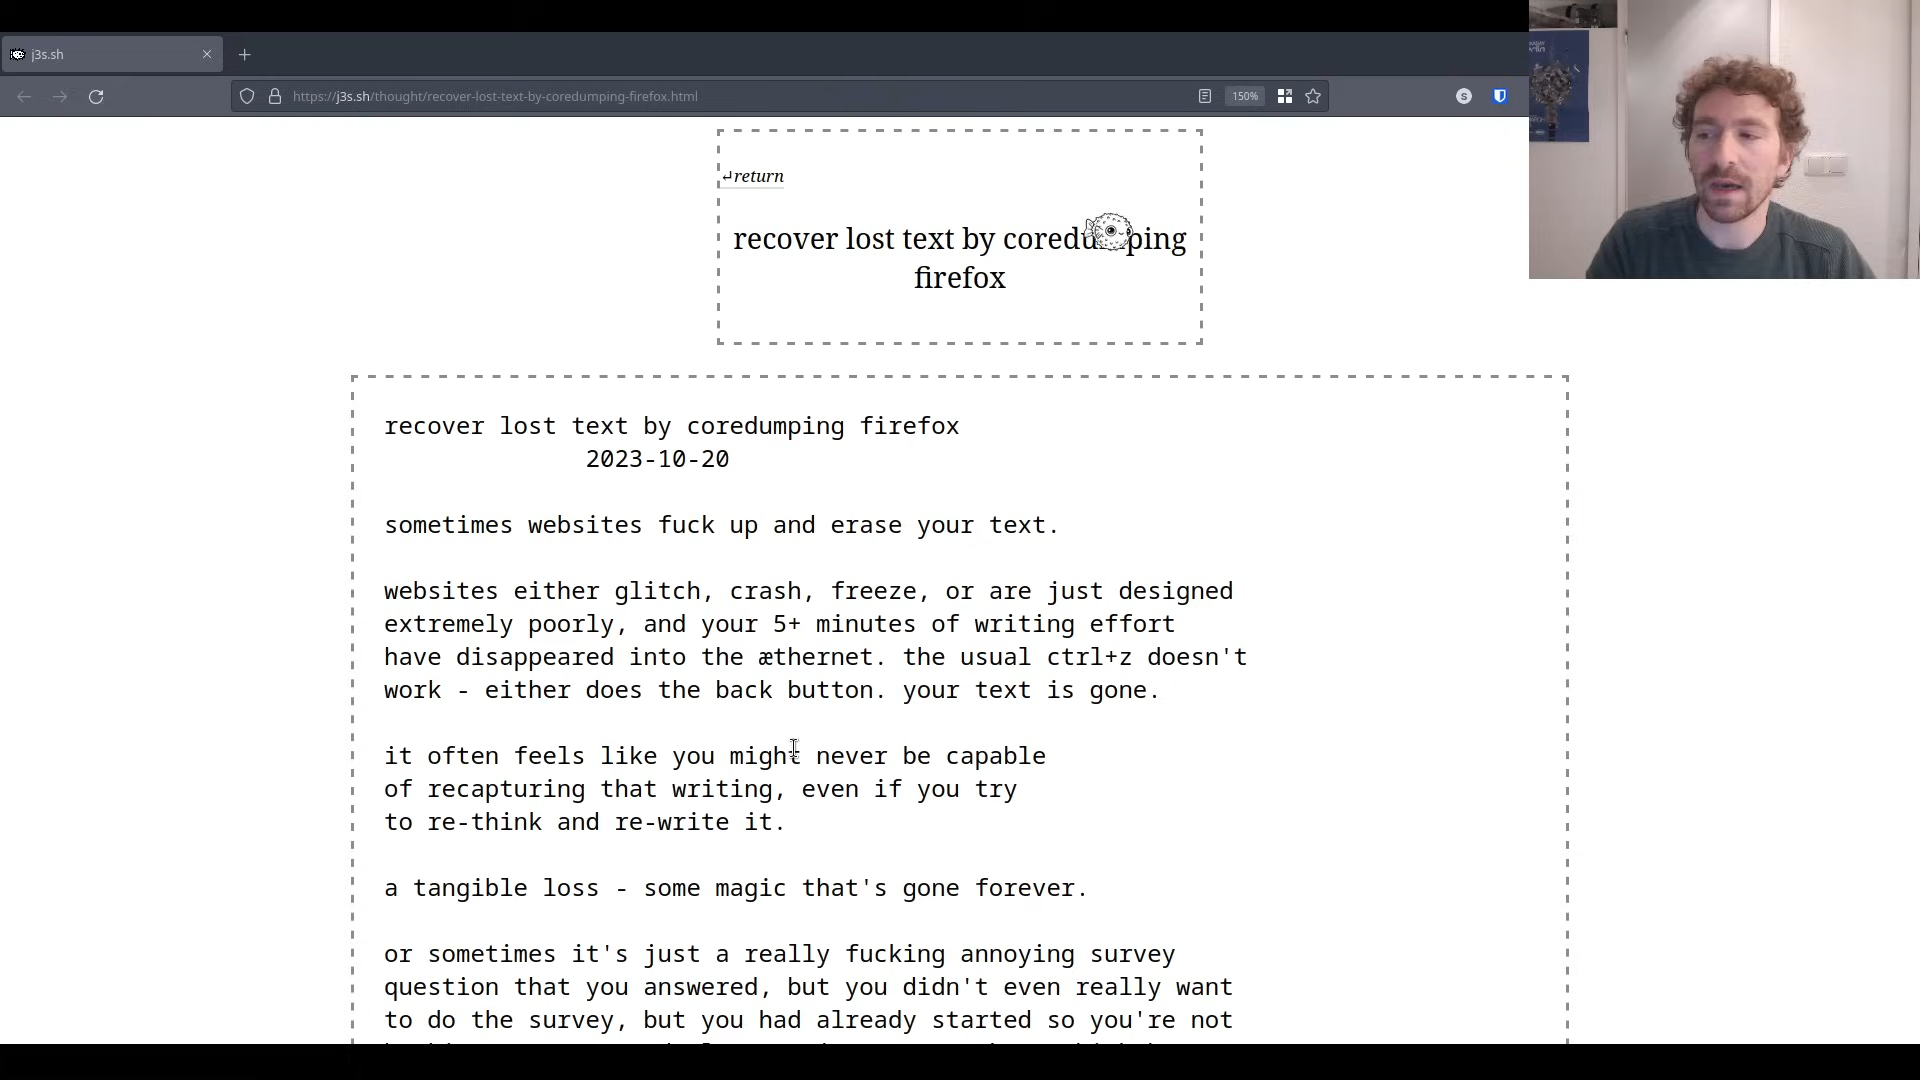 j3s.sh
https://j3s.sh/thought/recover-lost-text-by-coredumping-firefox.html
150%
S
↵return
recover lost text by coredumping
firefox
recover lost text by coredumping firefox
2023-10-20
sometimes websites fuck up and erase your text.
websites either glitch, crash, freeze, or are just designed
extremely poorly, and your 5+ minutes of writing effort
have disappeared into the æthernet. the usual ctrl+z doesn't
work - either does the back button. your text is gone.
it often feels like you might never be capable
of recapturing that writing, even if you try
to re-think and re-write it.
a tangible loss - some magic that's gone forever.
or sometimes it's just a really fucking annoying survey
question that you answered, but you didn't even really want
to do the survey, but you had already started so you're not